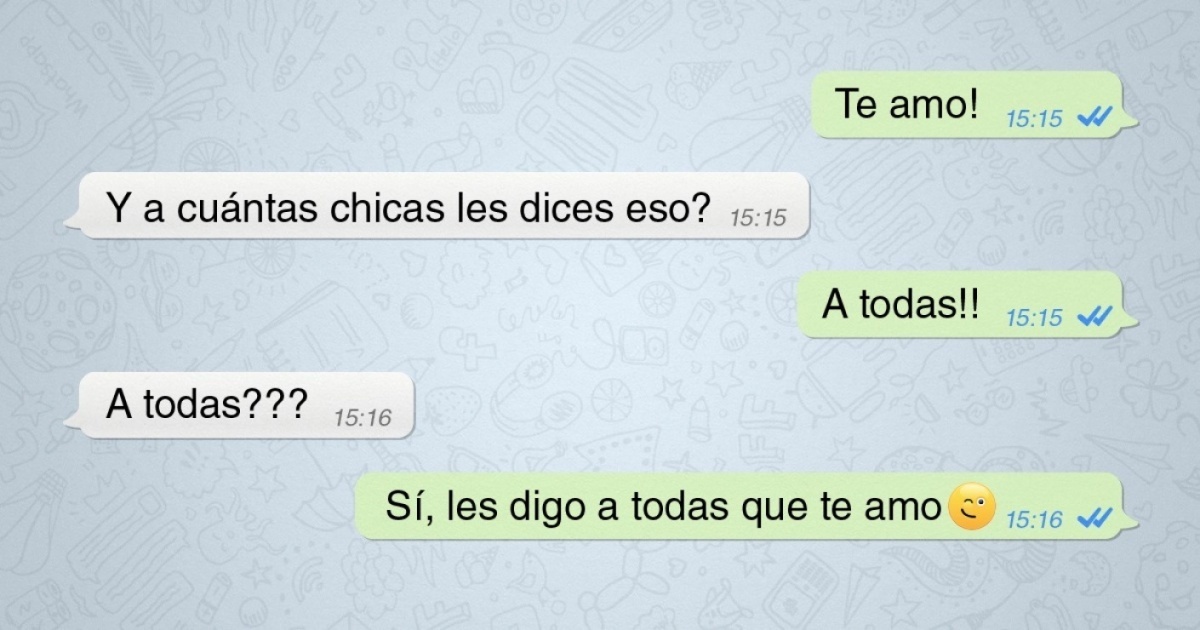 Te amo! 15:15
Y a cuántas chicas les dices eso? 15:15
A todas!! 15:15
A todas??? 15:16
Sí, les digo a todas que te amo😉 15:16